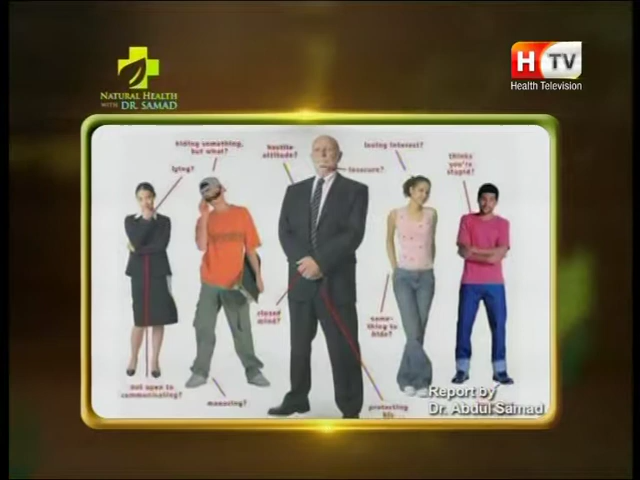 NATURAL HEALTH
WITH DR. SAMAD
HTV
Health Television
hiding something,
but what?
hostile
attitude?
losing interest?
thinks
you're
stupid?
lying?
insecure?
closed
mind?
some-
thing to
hide?
not open to
communicating?
menacing?
protecting
his
Report by
Dr. Abdul Samad